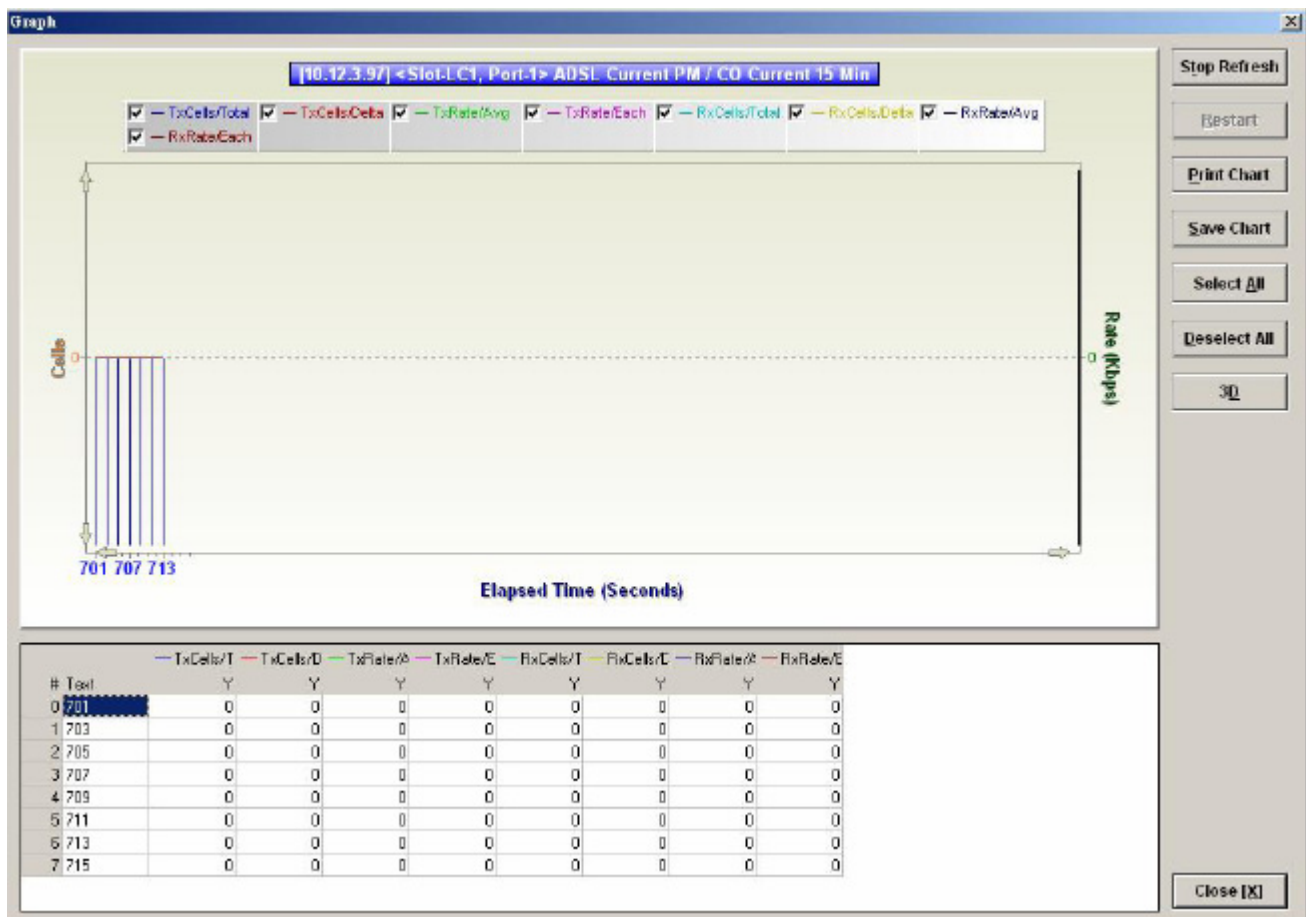 Graph
[10.12.3.97] <Slot-LC1, Port-1> ADSL Current PM / CO Current 15 Min
TxCells/Total TxCells/Delta TxRate/Avg TxRate/Each RxCells/Total RxCells/Delta RxRate/Avg
RxRate/Each
Stop Refresh
Restart
Print Chart
Save Chart
Select All
Deselect All
3D
Cells
0
0
Rate (Kbps)
701 707 713
Elapsed Time (Seconds)
TxCells/T TxCells/D TxRate/A TxRate/E RxCells/T RxCells/D RxRate/A RxRate/E
# Text Y Y Y Y Y Y Y Y
0 701 0 0 0 0 0 0 0 0
1 703 0 0 0 0 0 0 0 0
2 705 0 0 0 0 0 0 0 0
3 707 0 0 0 0 0 0 0 0
4 709 0 0 0 0 0 0 0 0
5 711 0 0 0 0 0 0 0 0
6 713 0 0 0 0 0 0 0 0
7 715 0 0 0 0 0 0 0 0
Close [X]